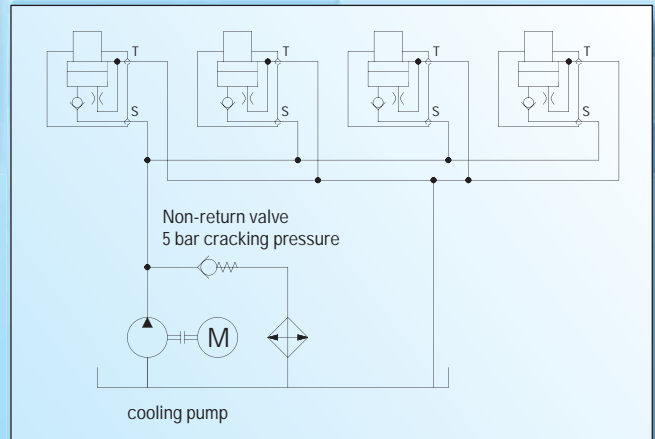 T
T
T
T
S
S
S
S
Non-return valve
5 bar cracking pressure
M
cooling pump